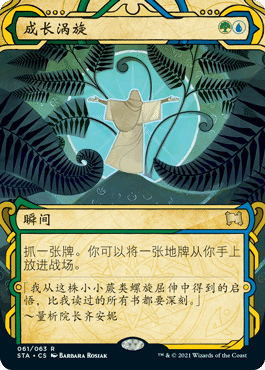 成长涡旋
瞬间
抓一张牌。你可以将一张地牌从你手上
放进战场。
「我从这株小小蕨类螺旋屈伸中得到的启
悟，比我读过的所有书都要深刻。」
～量析院长齐安妮
061/063 R
STA • CS BARBARA ROSIAK
™ & © 2021 Wizards of the Coast